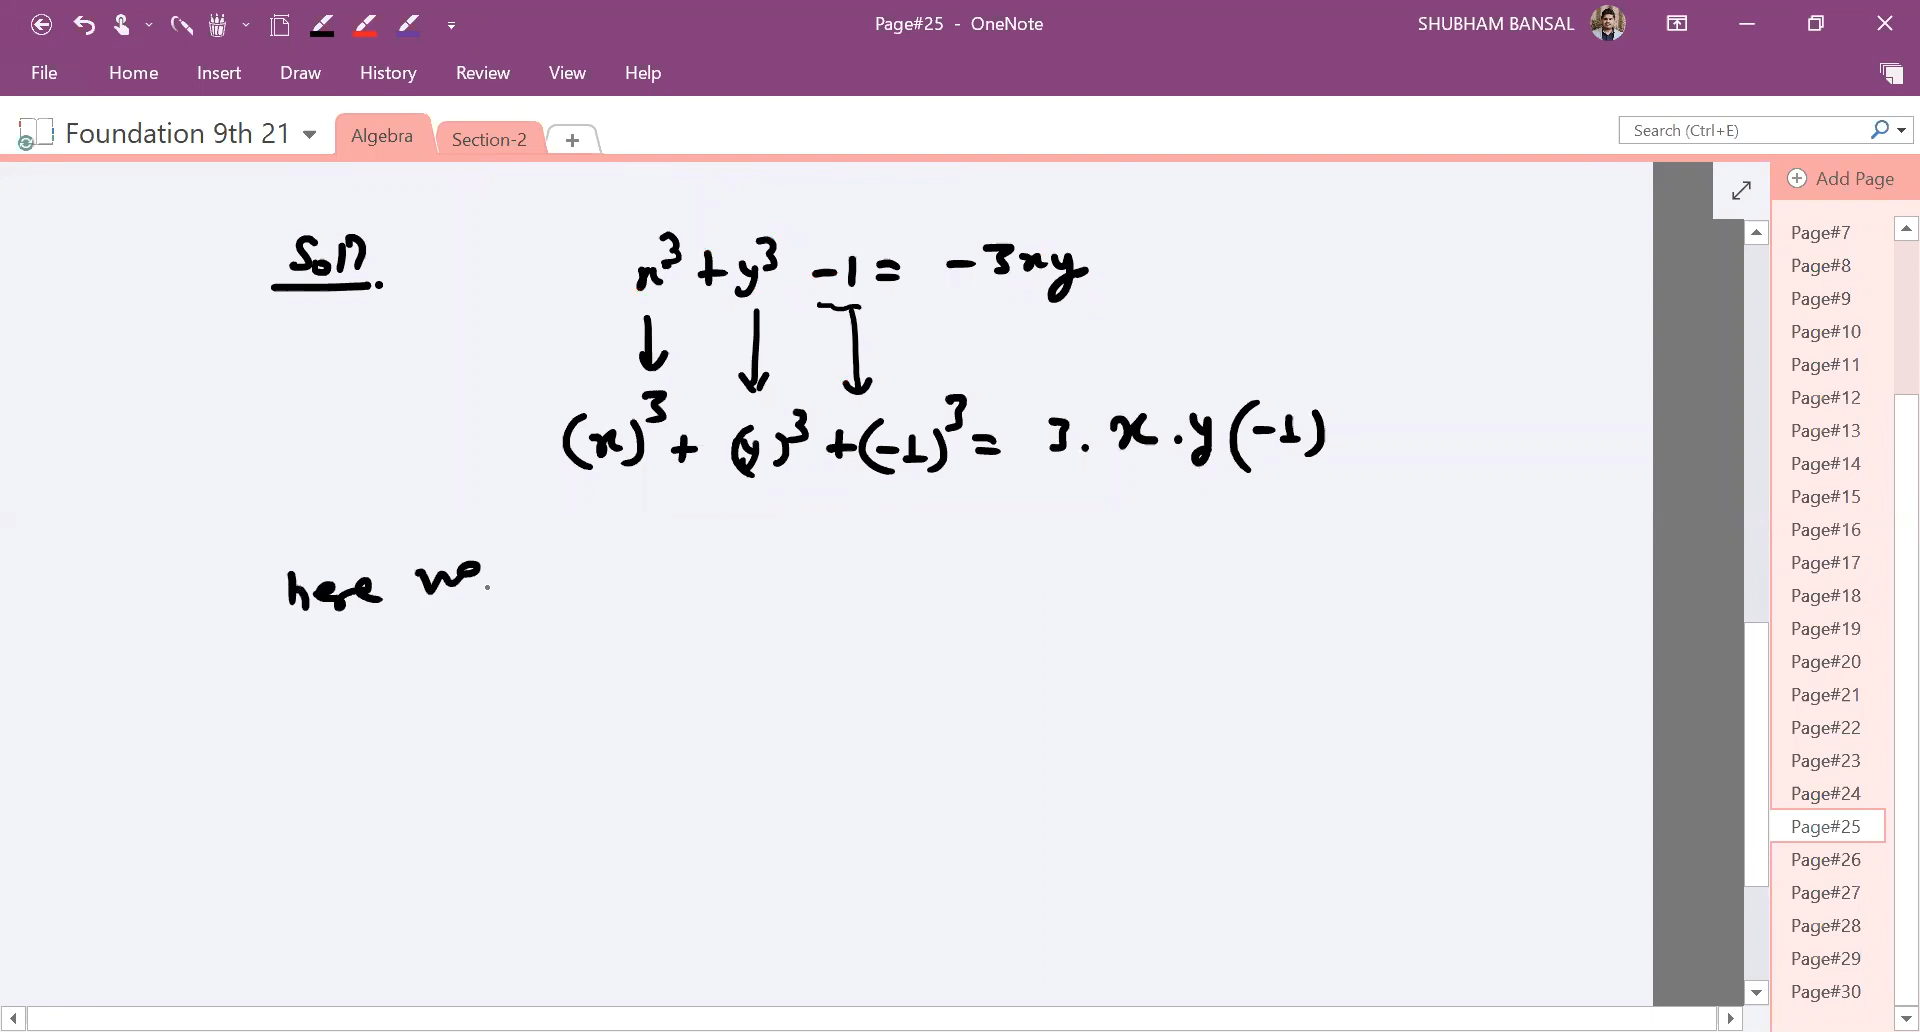 Page#25 - OneNote
SHUBHAM BANSAL
File Home Insert Draw History Review View Help
Foundation 9th 21
Algebra
Section-2
Search (Ctrl+E)
Add Page
Soln.
x³ + y³ - 1 = - 3xy
(x)³ + (y)³ + (-1)³ = 3. x . y (-1)
here we
Page#7
Page#8
Page#9
Page#10
Page#11
Page#12
Page#13
Page#14
Page#15
Page#16
Page#17
Page#18
Page#19
Page#20
Page#21
Page#22
Page#23
Page#24
Page#25
Page#26
Page#27
Page#28
Page#29
Page#30